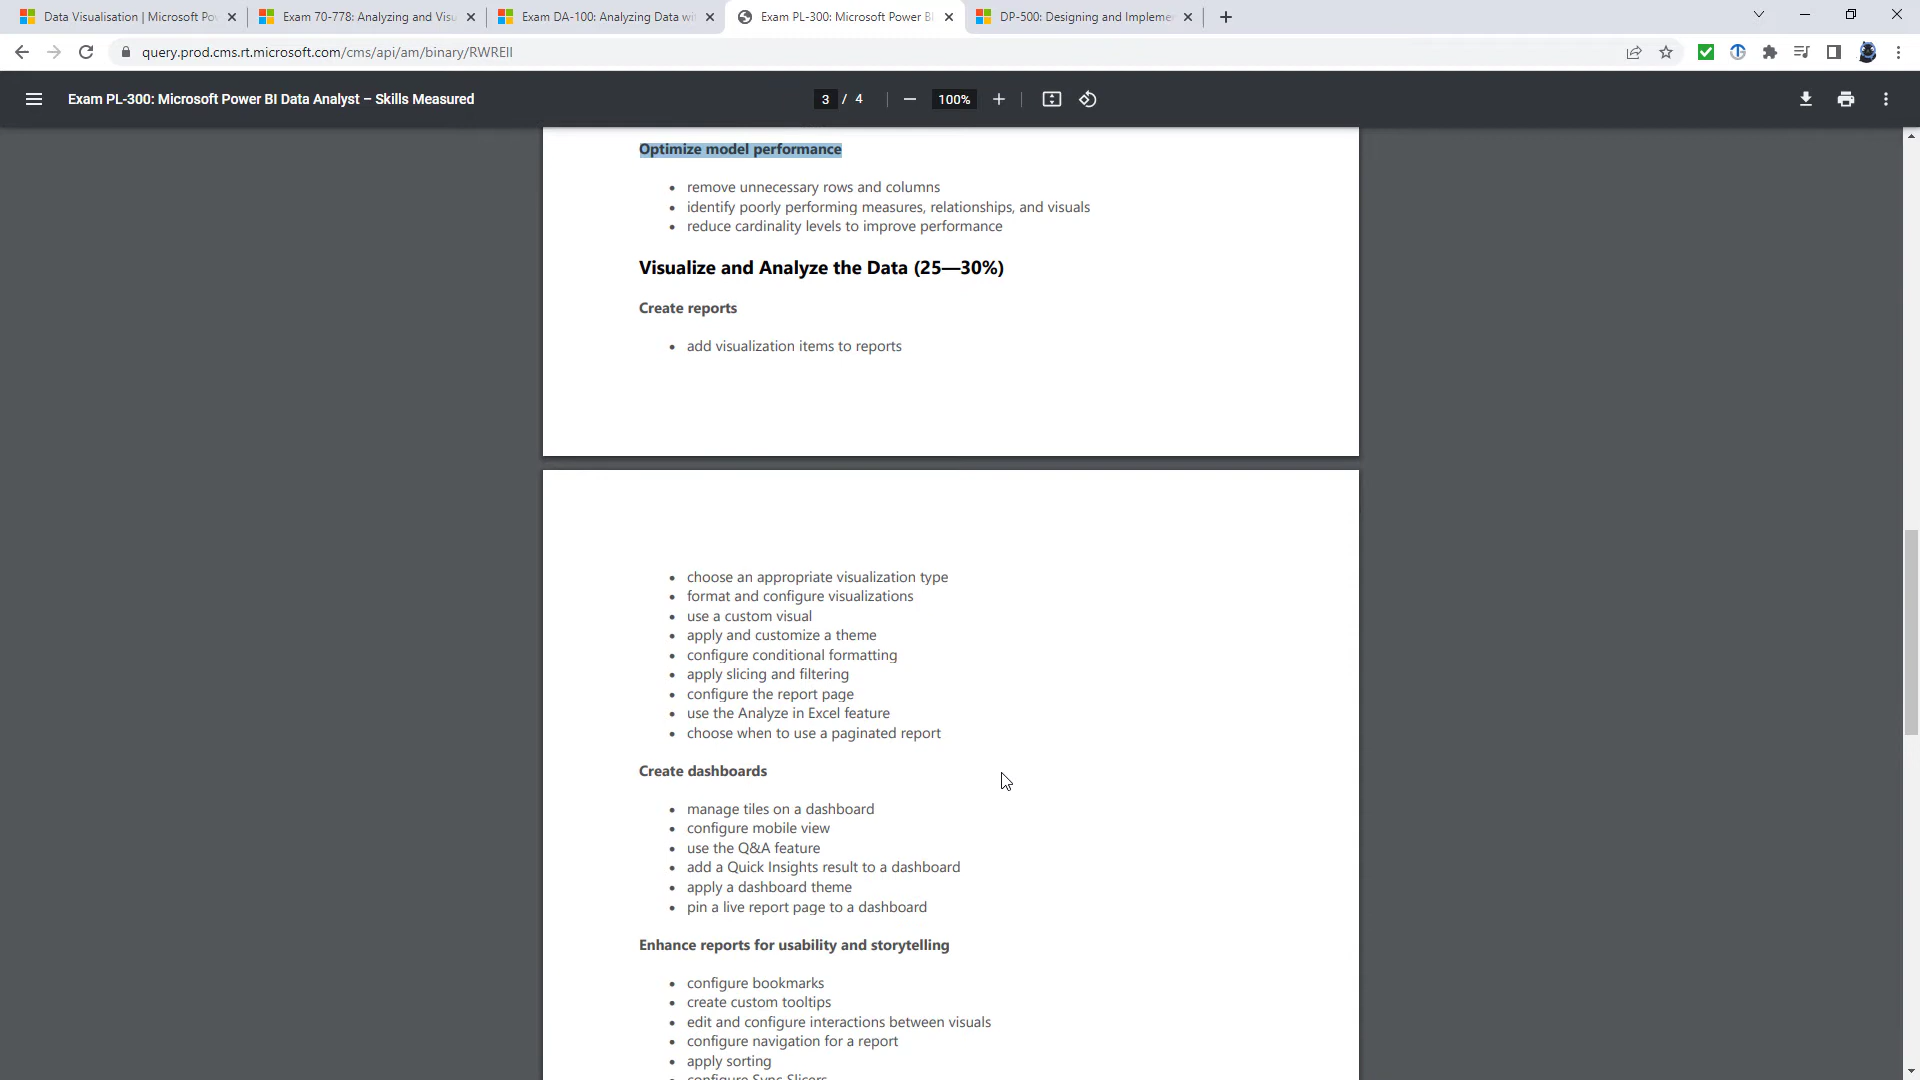 Data Visualisation | Microsoft Po
Exam 70-778: Analyzing and Visu
Exam DA-100: Analyzing Data wi
Exam PL-300: Microsoft Power BI
DP-500: Designing and Impleme
query.prod.cms.rt.microsoft.com/cms/api/am/binary/RWREIl
Exam PL-300: Microsoft Power BI Data Analyst – Skills Measured
3 / 4
100%
Optimize model performance
• remove unnecessary rows and columns
• identify poorly performing measures, relationships, and visuals
• reduce cardinality levels to improve performance
Visualize and Analyze the Data (25—30%)
Create reports
• add visualization items to reports
• choose an appropriate visualization type
• format and configure visualizations
• use a custom visual
• apply and customize a theme
• configure conditional formatting
• apply slicing and filtering
• configure the report page
• use the Analyze in Excel feature
• choose when to use a paginated report
Create dashboards
• manage tiles on a dashboard
• configure mobile view
• use the Q&A feature
• add a Quick Insights result to a dashboard
• apply a dashboard theme
• pin a live report page to a dashboard
Enhance reports for usability and storytelling
• configure bookmarks
• create custom tooltips
• edit and configure interactions between visuals
• configure navigation for a report
• apply sorting
• configure Sync Slicers